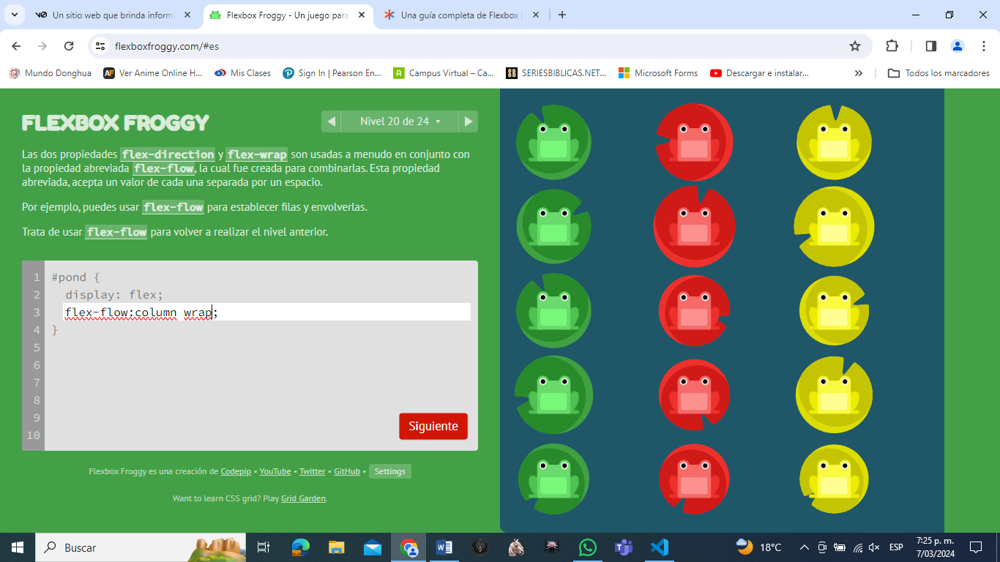 Un sitio web que brinda inform
Flexbox Froggy - Un juego para
Una guía completa de Flexbox |
flexboxfroggy.com/#es
Mundo Donghua
Ver Anime Online H...
Mis Clases
Sign In | Pearson En...
Campus Virtual – Ca...
SERIESBIBLICAS.NET...
Microsoft Forms
Descargar e instalar...
Todos los marcadores
FLEXBOX FROGGY
Nivel 20 de 24
Las dos propiedades flex-direction y flex-wrap son usadas a menudo en conjunto con
la propiedad abreviada flex-flow, la cual fue creada para combinarlas. Esta propiedad
abreviada, acepta un valor de cada una separada por un espacio.
Por ejemplo, puedes usar flex-flow para establecer filas y envolverlas.
Trata de usar flex-flow para volver a realizar el nivel anterior.
1 #pond {
2 display: flex;
3 flex-flow:column wrap;
4 }
5
6
7
8
9
10
Siguiente
Flexbox Froggy es una creación de Codepip • YouTube • Twitter • GitHub • Settings
Want to learn CSS grid? Play Grid Garden.
Buscar
18°C
ESP
7:25 p. m.
7/03/2024